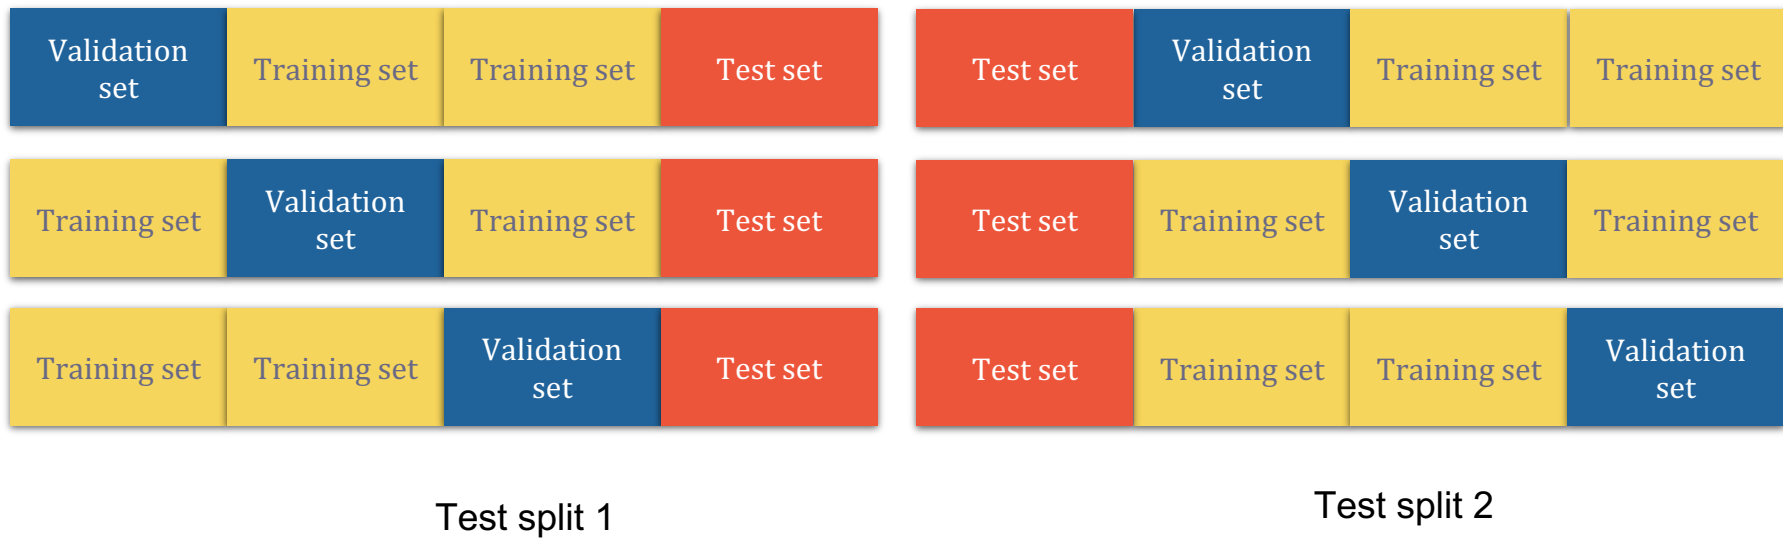 Validation
set
Training set
Training set
Test set
Test set
Validation
set
Training set
Training set
Training set
Validation
set
Training set
Test set
Test set
Training set
Validation
set
Training set
Training set
Training set
Validation
set
Test set
Test set
Training set
Training set
Validation
set
Test split 1
Test split 2